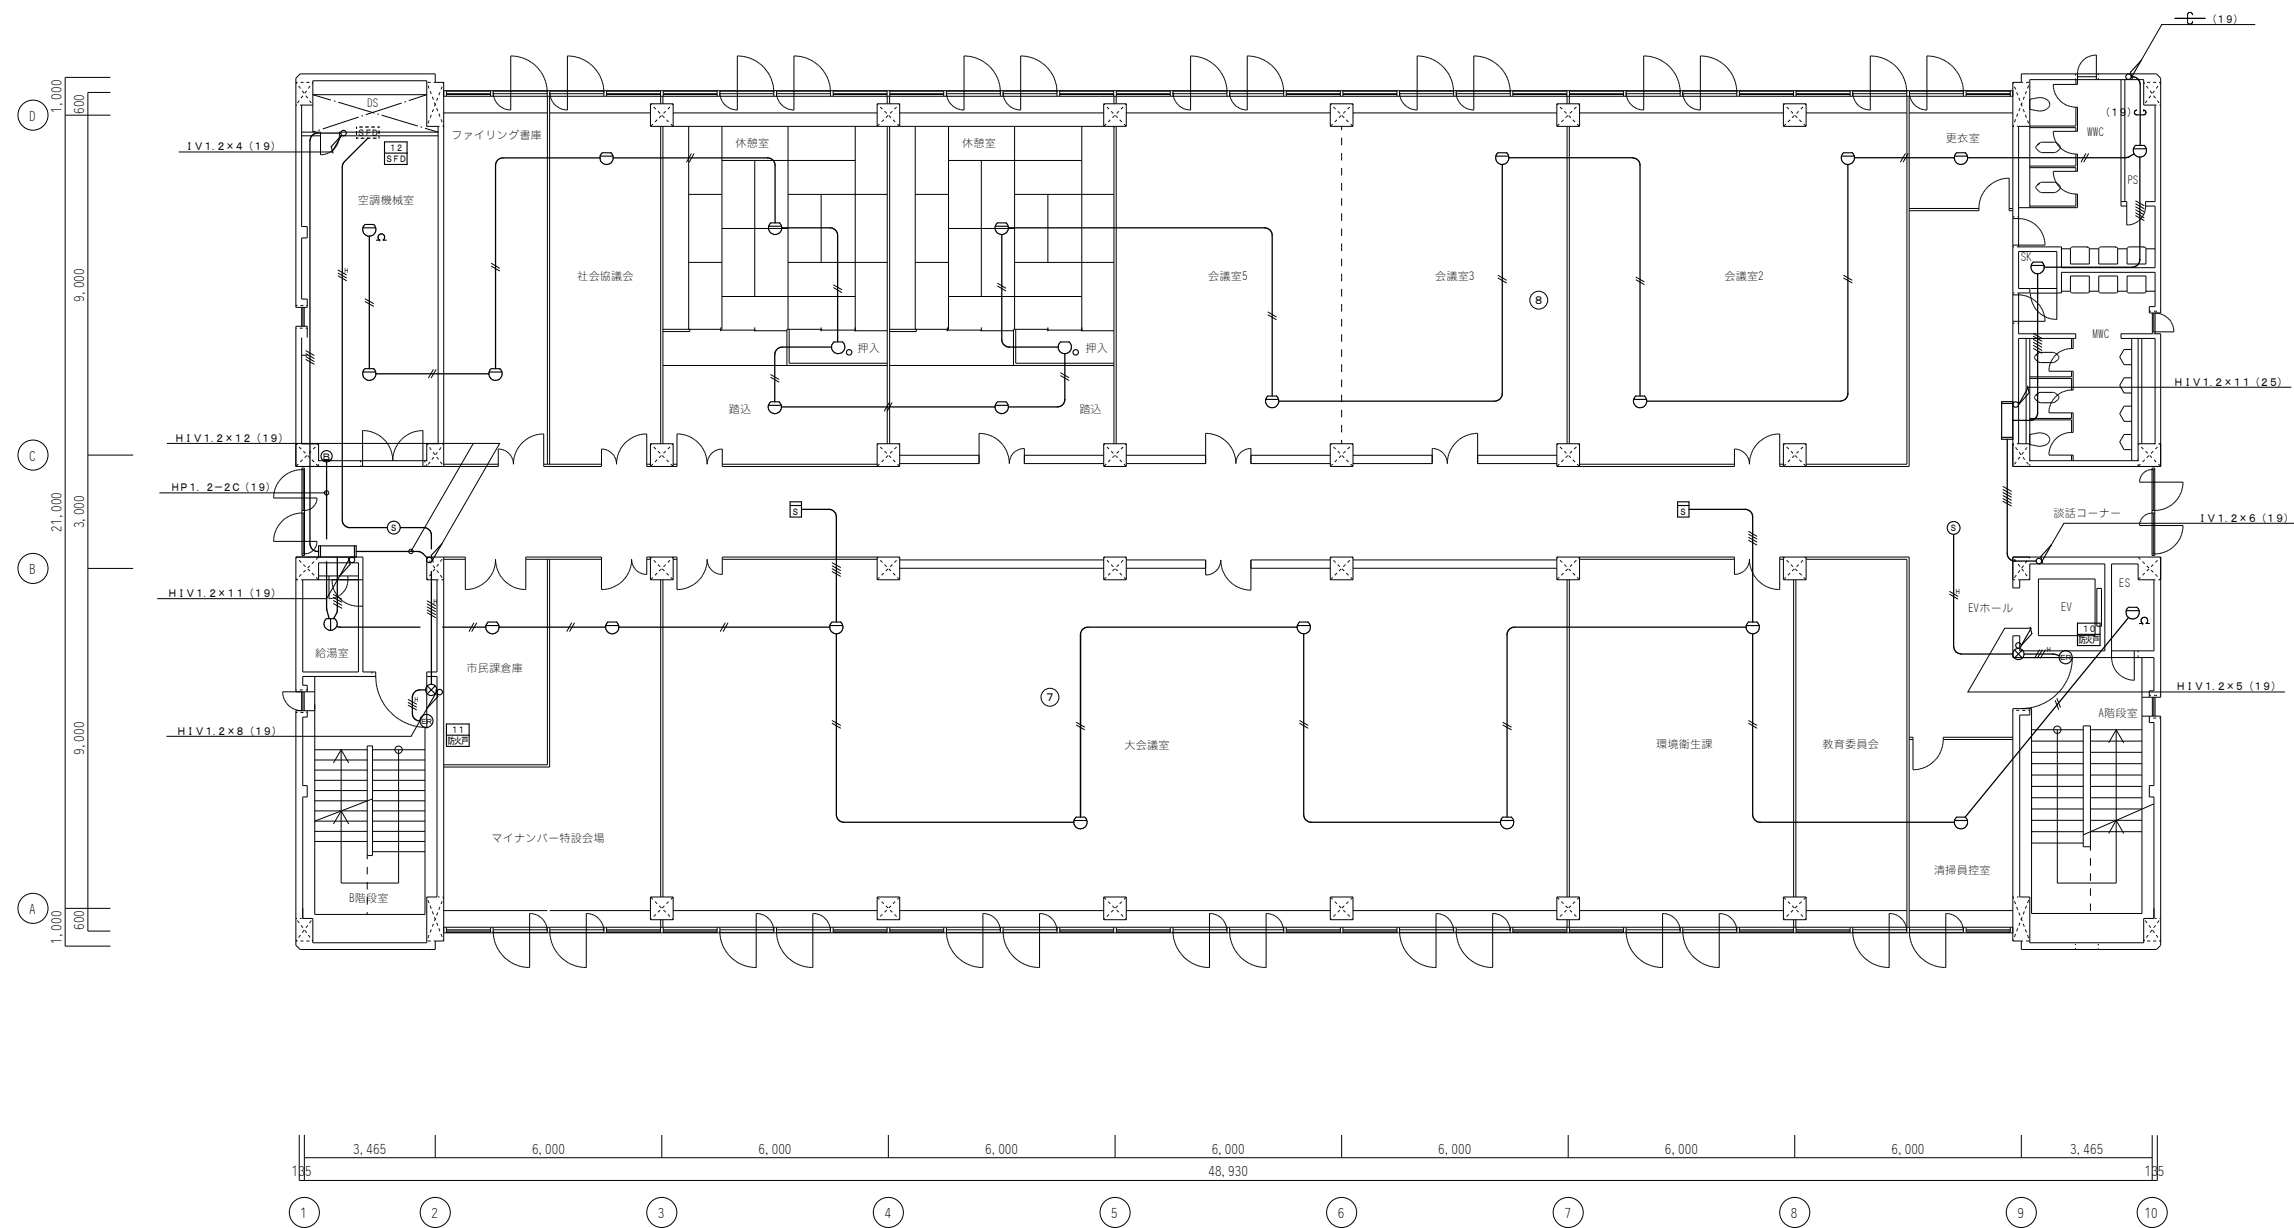 (19)
1,000
600
D
DS
SFD
ファイリング書庫
休憩室
休憩室
更衣室
WWC
(19)
IV1.2×4(19)
12
SFD
空調機械室
Ω
PS
9,000
H
社会協議会
会議室5
会議室3
会議室2
SK
8
MWC
押入
押入
HIV1.2×11(25)
踏込
踏込
HIV1.2×12(19)
C
B
HP1.2-2C(19)
21,000
3,000
S
S
S
S
談話コーナー
IV1.2×6(19)
B
HIV1.2×11(19)
H
H
EVホール
EV
ES
Ω
10
防火戸
給湯室
市民課倉庫
H
ER
HIV1.2×5(19)
H
ER
7
HIV1.2×8(19)
11
防火戸
A階段室
9,000
大会議室
環境衛生課
教育委員会
マイナンバー特設会場
清掃員控室
B階段室
A
1,000
600
3,465
6,000
6,000
6,000
6,000
6,000
6,000
6,000
3,465
135
48,930
135
1
2
3
4
5
6
7
8
9
10